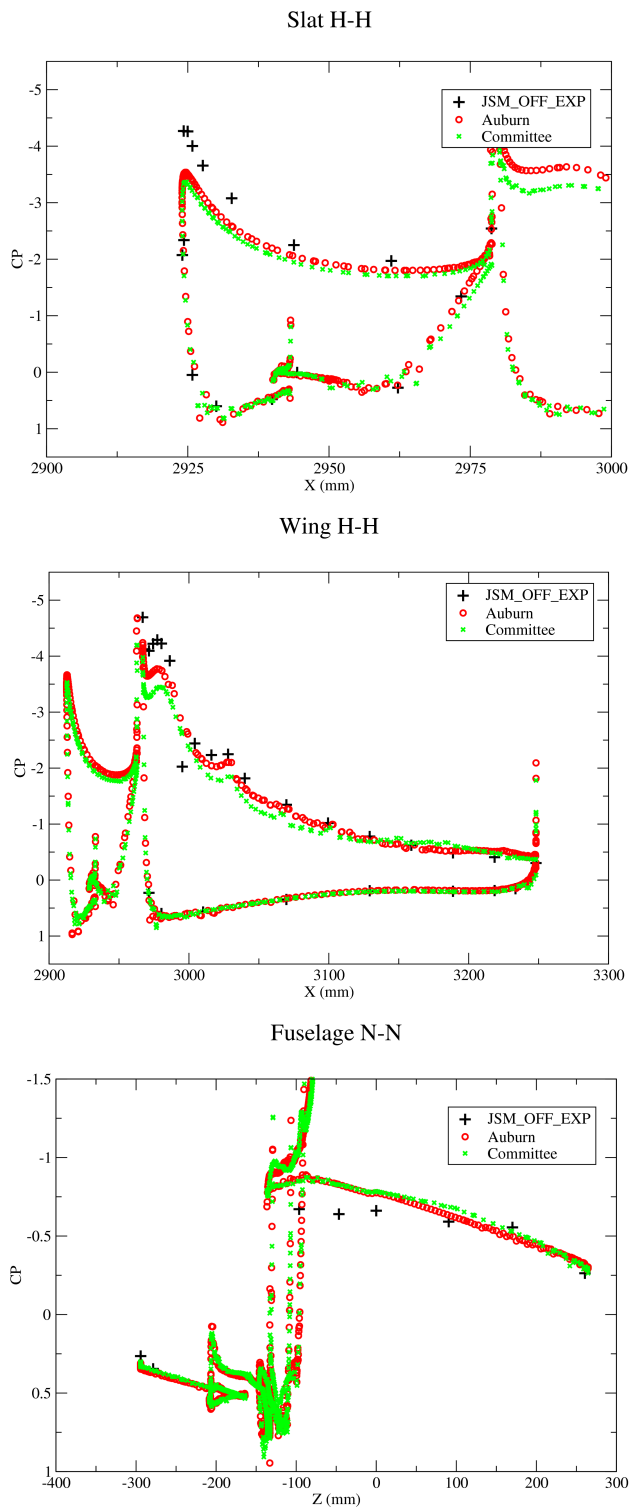 Slat H-H
-5
-4
-3
-2
-1
0
1
CP
JSM_OFF_EXP
Auburn
Committee
2900 2925 2950 2975 3000
X (mm)
Wing H-H
-5
-4
-3
-2
-1
0
1
CP
JSM_OFF_EXP
Auburn
Committee
2900 3000 3100 3200 3300
X (mm)
Fuselage N-N
-1.5
-1
-0.5
0
0.5
1
CP
JSM_OFF_EXP
Auburn
Committee
-400 -300 -200 -100 0 100 200 300
Z (mm)